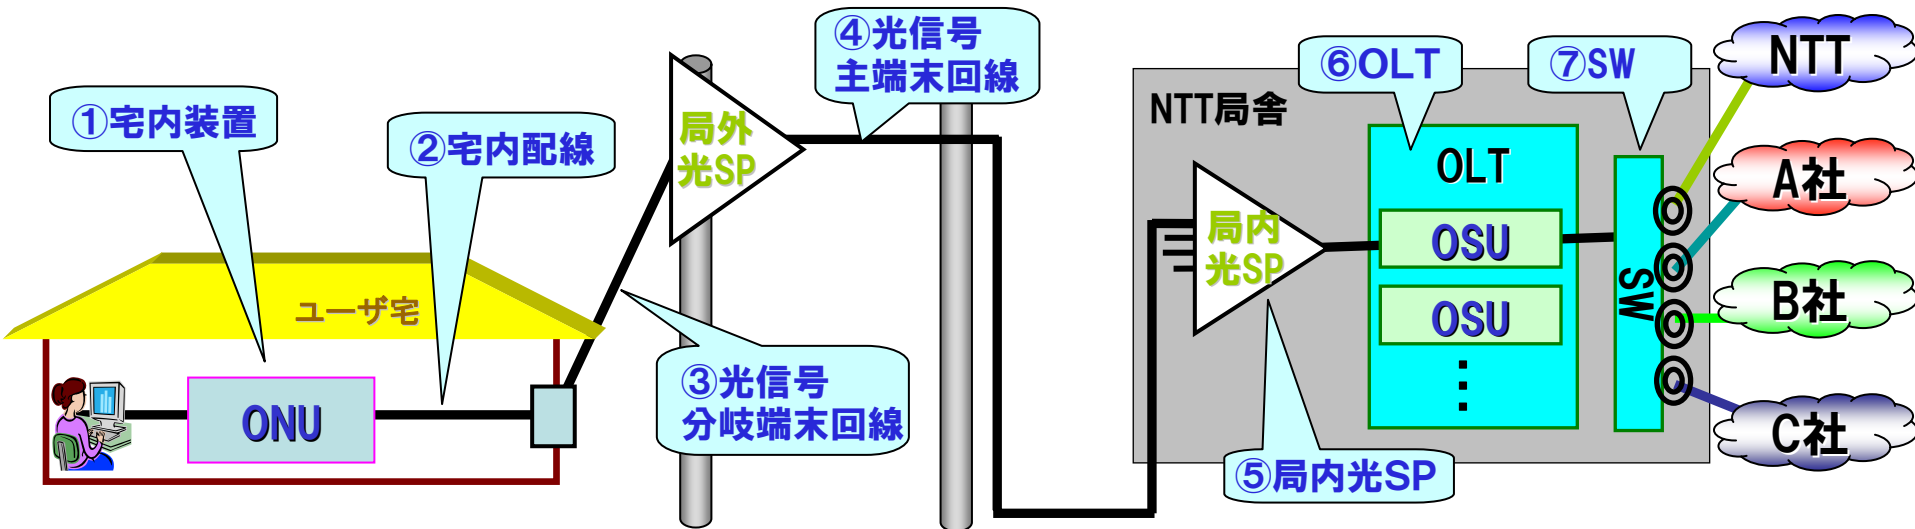 ①宅内装置
②宅内配線
ユーザ宅
ONU
局外
光SP
③光信号
分岐端末回線
④光信号
主端末回線
NTT局舎
局内
光SP
⑤局内光SP
⑥OLT
OLT
OSU
OSU
⑦SW
SW
NTT
A社
B社
C社